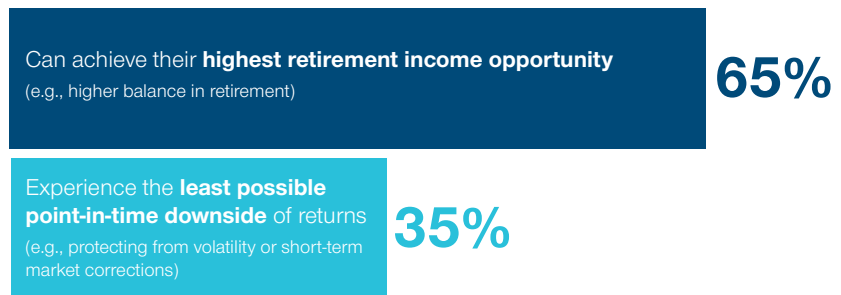 Can achieve their highest retirement income opportunity
(e.g., higher balance in retirement)
65%
Experience the least possible
point-in-time downside of returns
(e.g., protecting from volatility or short-term
market corrections)
35%